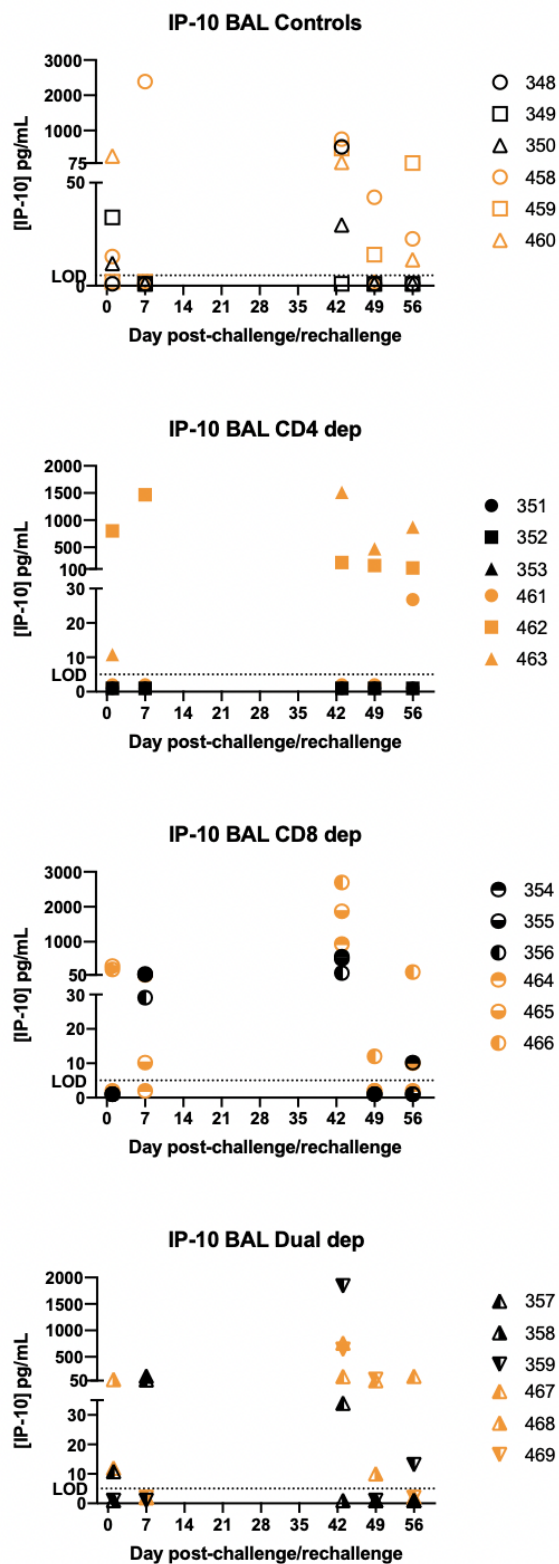 IP-10 BAL Controls
[IP-10] pg/mL
3000
2000
1000
75
50
LOD
0
0 7 14 21 28 35 42 49 56
Day post-challenge/rechallenge
348
349
350
458
459
460
IP-10 BAL CD4 dep
[IP-10] pg/mL
2000
1500
1000
500
100
30
20
10
LOD
0
0 7 14 21 28 35 42 49 56
Day post-challenge/rechallenge
351
352
353
461
462
463
IP-10 BAL CD8 dep
[IP-10] pg/mL
3000
2000
1000
50
30
20
10
LOD
0
0 7 14 21 28 35 42 49 56
Day post-challenge/rechallenge
354
355
356
464
465
466
IP-10 BAL Dual dep
[IP-10] pg/mL
2000
1500
1000
500
50
30
20
10
LOD
0
0 7 14 21 28 35 42 49 56
Day post-challenge/rechallenge
357
358
359
467
468
469